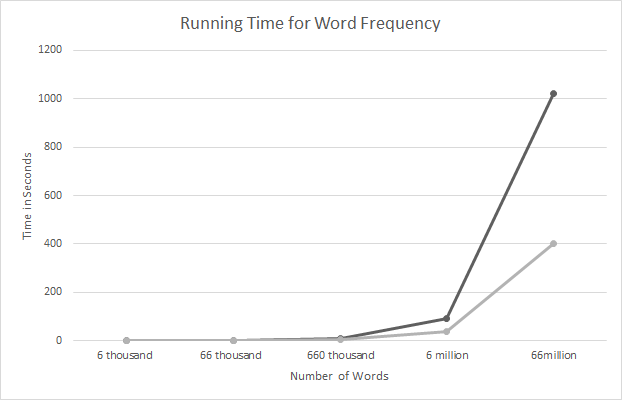 Running Time for Word Frequency
1200
1000
800
600
400
200
0
Time in Seconds
6 thousand 66 thousand 660 thousand 6 million 66million
Number of Words